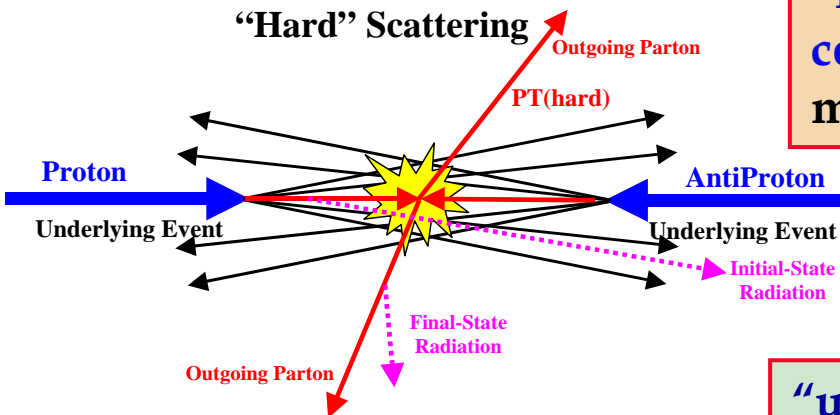 “Hard” Scattering
Outgoing Parton
PT(hard)
Proton
AntiProton
Underlying Event
Underlying Event
Initial-State
Radiation
Final-State
Radiation
Outgoing Parton
“u